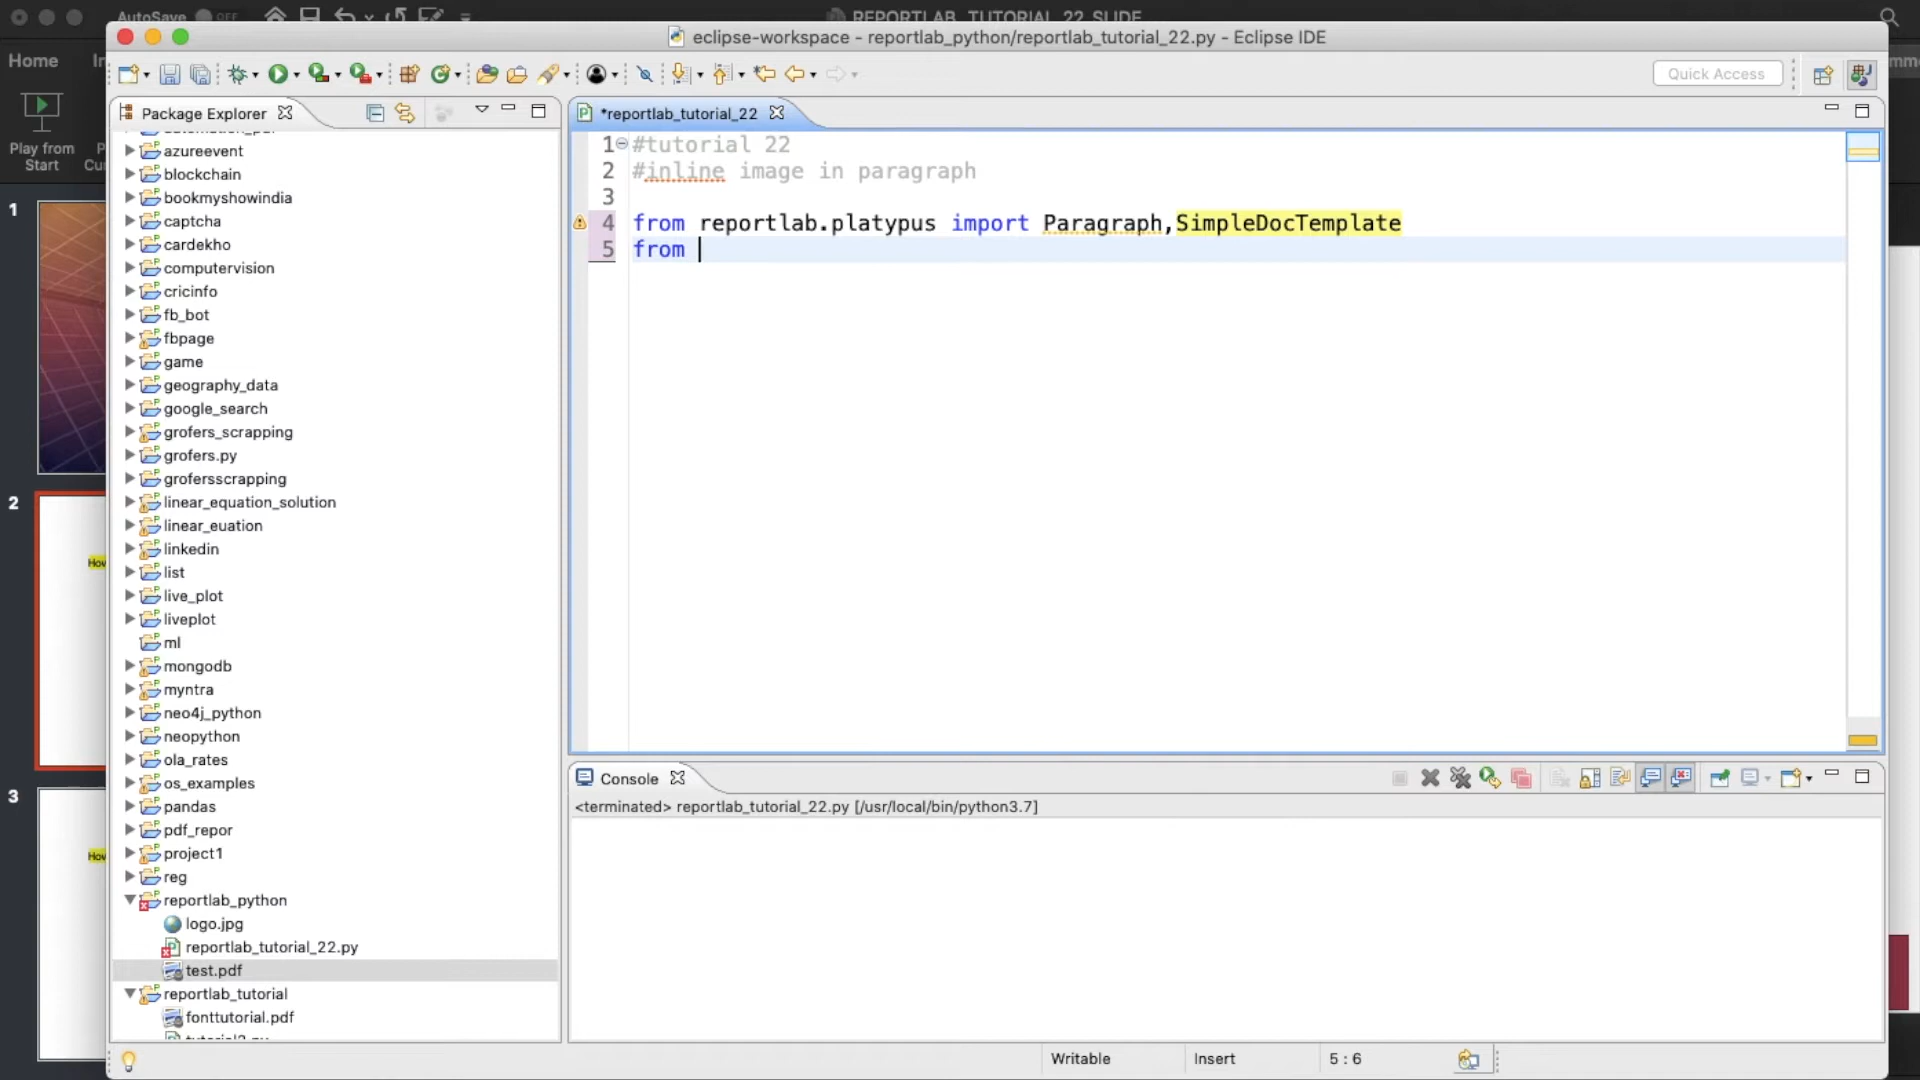 AutoSave OFF
REPORTLAB_TUTORIAL_22_SLIDE
eclipse-workspace - reportlab_python/reportlab_tutorial_22.py - Eclipse IDE
Home
Quick Access
Play from
Start
Package Explorer
*reportlab_tutorial_22
azureevent
blockchain
bookmyshowindia
captcha
cardekho
computervision
cricinfo
fb_bot
fbpage
game
geography_data
google_search
grofers_scrapping
grofers.py
grofersscrapping
linear_equation_solution
linear_euation
linkedin
list
live_plot
liveplot
ml
mongodb
myntra
neo4j_python
neopython
ola_rates
os_examples
pandas
pdf_repor
project1
reg
reportlab_python
logo.jpg
reportlab_tutorial_22.py
test.pdf
reportlab_tutorial
fonttutorial.pdf
1 #tutorial 22
2 #inline image in paragraph
3
4 from reportlab.platypus import Paragraph,SimpleDocTemplate
5 from
Console
<terminated> reportlab_tutorial_22.py [/usr/local/bin/python3.7]
Writable Insert 5 : 6
1
2
3